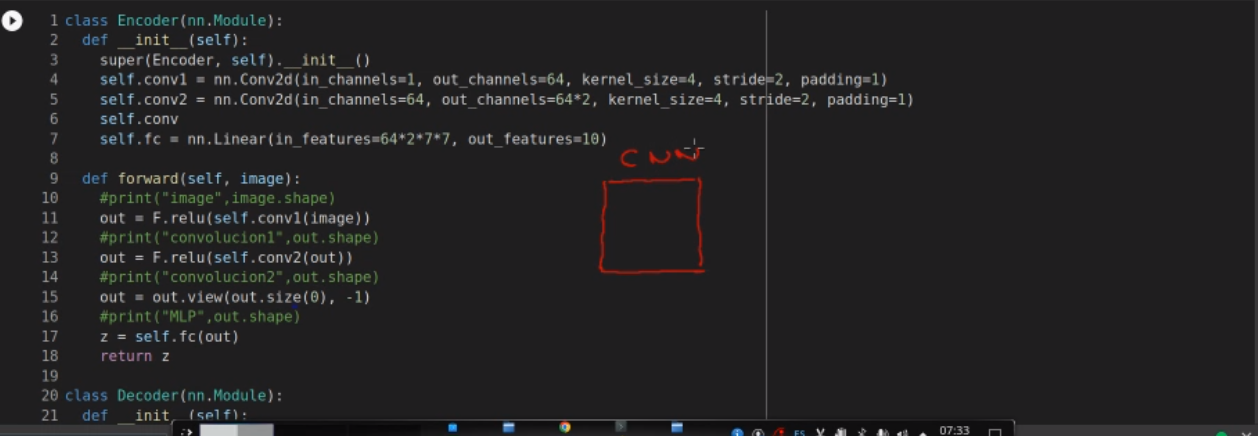 1 class Encoder(nn.Module):
2 def __init__(self):
3 super(Encoder, self).__init__()
4 self.conv1 = nn.Conv2d(in_channels=1, out_channels=64, kernel_size=4, stride=2, padding=1)
5 self.conv2 = nn.Conv2d(in_channels=64, out_channels=64*2, kernel_size=4, stride=2, padding=1)
6 self.conv
7 self.fc = nn.Linear(in_features=64*2*7*7, out_features=10)
8
CNN
9 def forward(self, image):
10 #print("image",image.shape)
11 out = F.relu(self.conv1(image))
12 #print("convolucion1",out.shape)
13 out = F.relu(self.conv2(out))
14 #print("convolucion2",out.shape)
15 out = out.view(out.size(0), -1)
16 #print("MLP",out.shape)
17 z = self.fc(out)
18 return z
19
20 class Decoder(nn.Module):
21 def __init__(self):
ES 07:33